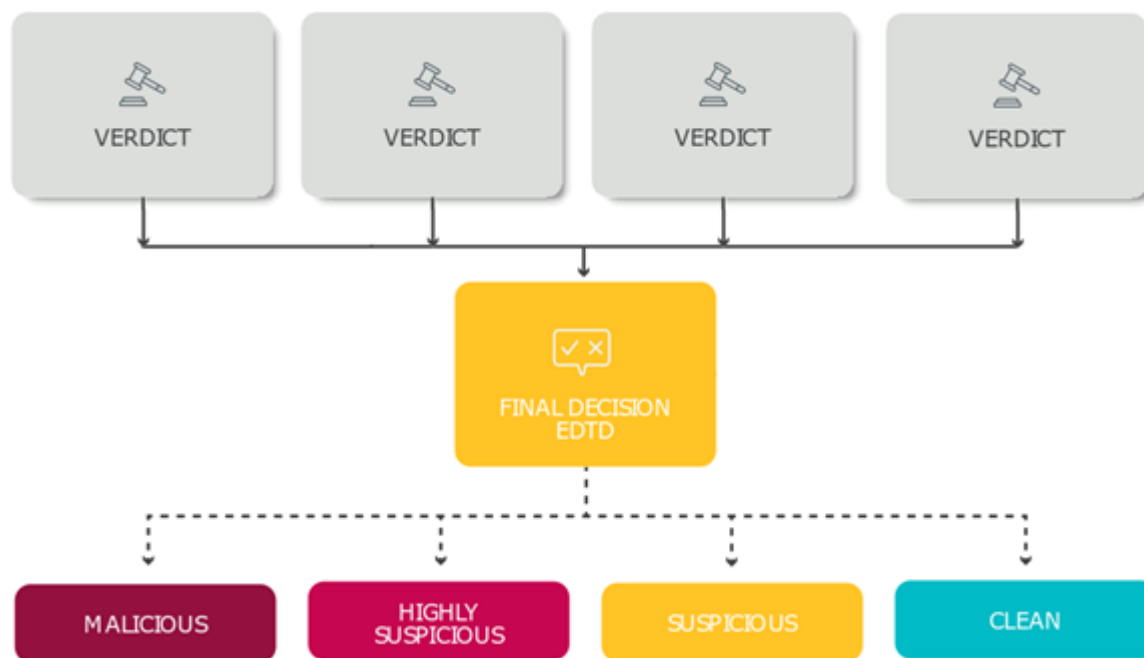 VERDICT
VERDICT
VERDICT
VERDICT
FINAL DECISION
EDTD
MALICIOUS
HIGHLY
SUSPICIOUS
SUSPICIOUS
CLEAN